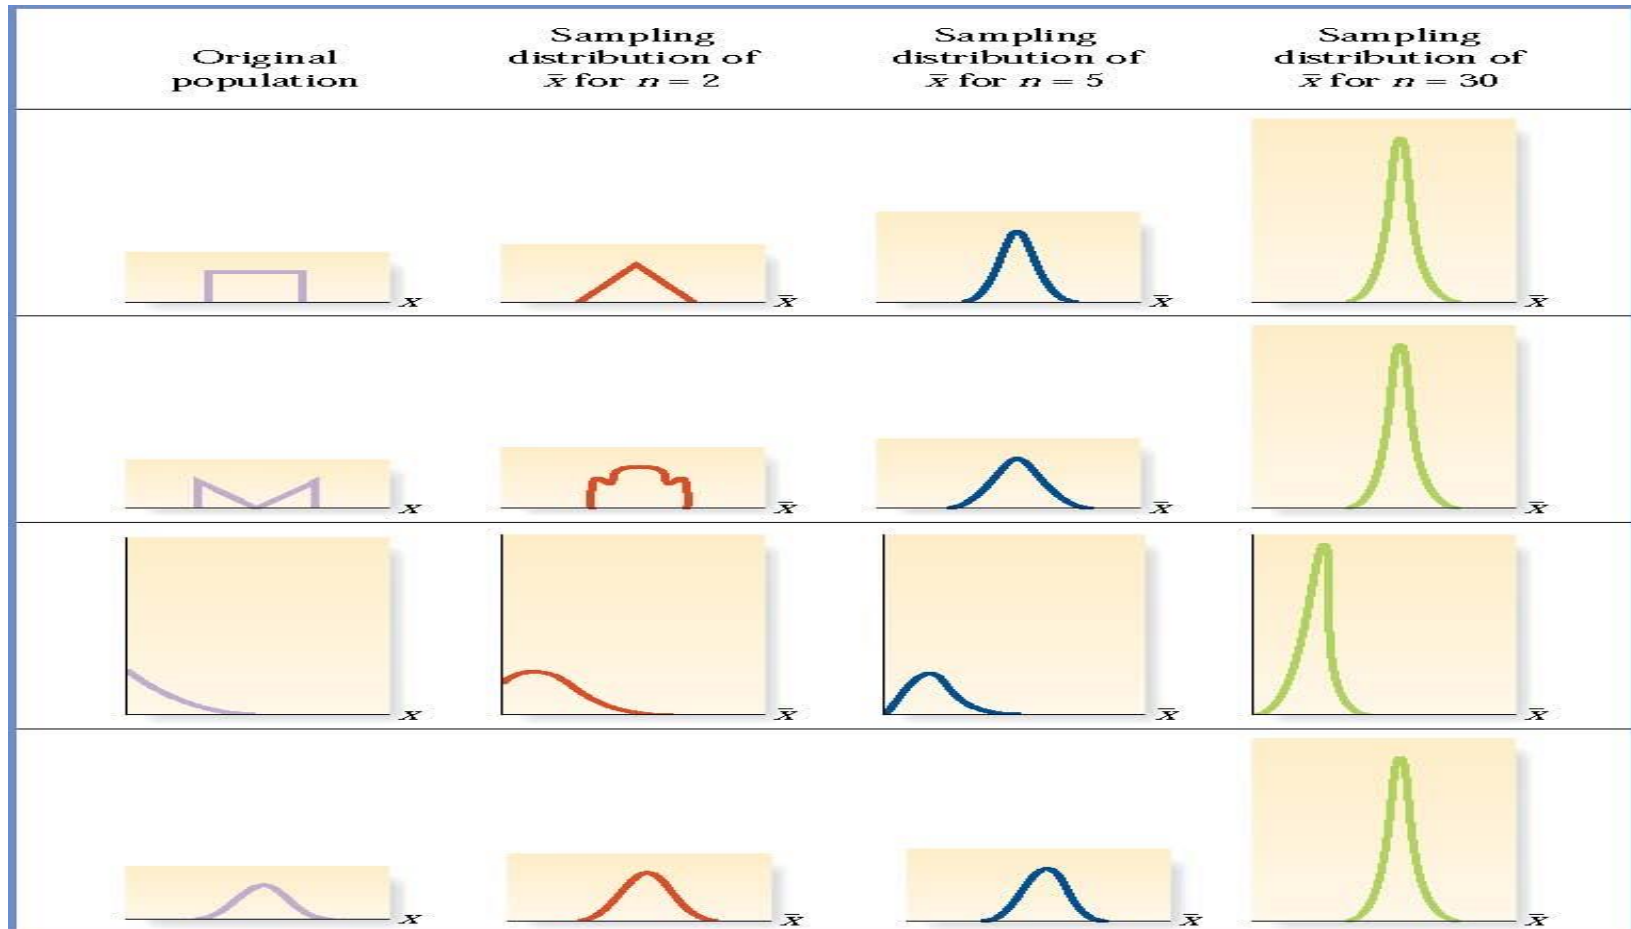 Original
population
Sampling
distribution of
x̄ for n = 2
Sampling
distribution of
x̄ for n = 5
Sampling
distribution of
x̄ for n = 30
x
x̄
x̄
x̄
x
x̄
x̄
x̄
x
x̄
x̄
x̄
x
x̄
x̄
x̄